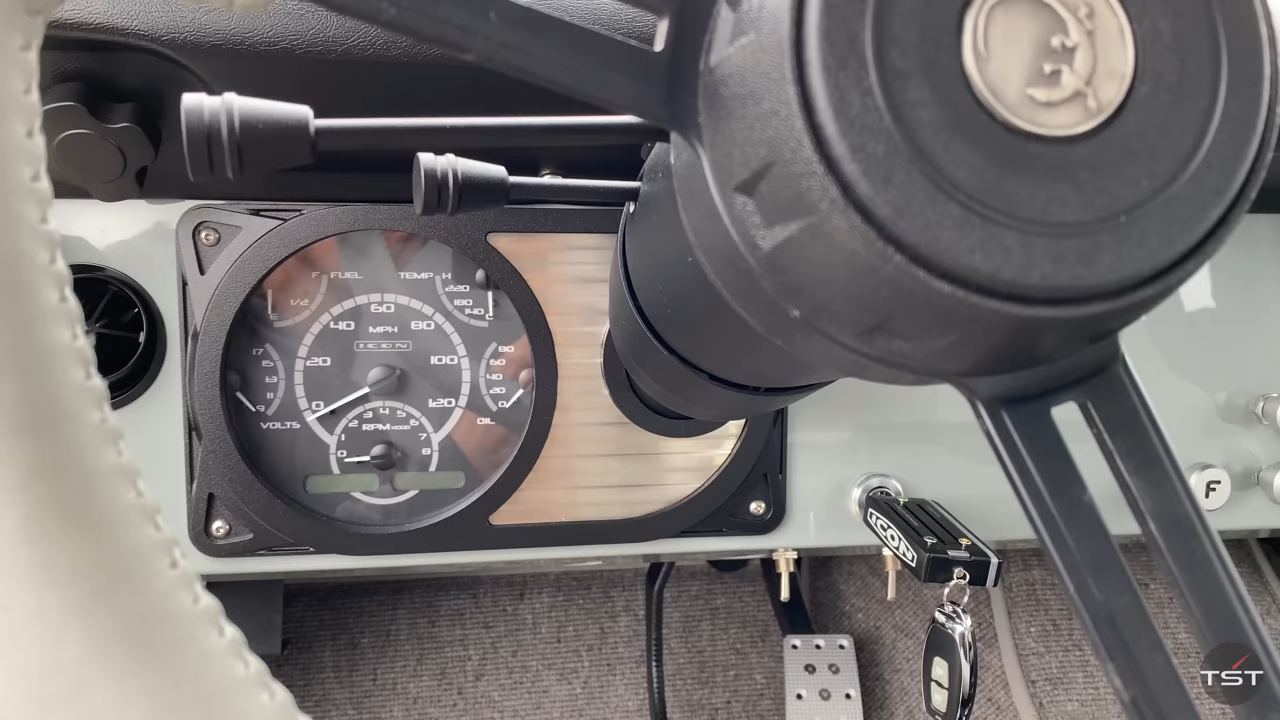 F FUEL
1/2
E
TEMP H
220
180
140
C
60
40 80
MPH
ICON
20 100
0 120
17
15
13
11
9
VOLTS
80
60
40
20
0
OIL
3 4 5
2 6
RPM X1000
1 7
0 8
ICON
F
TST